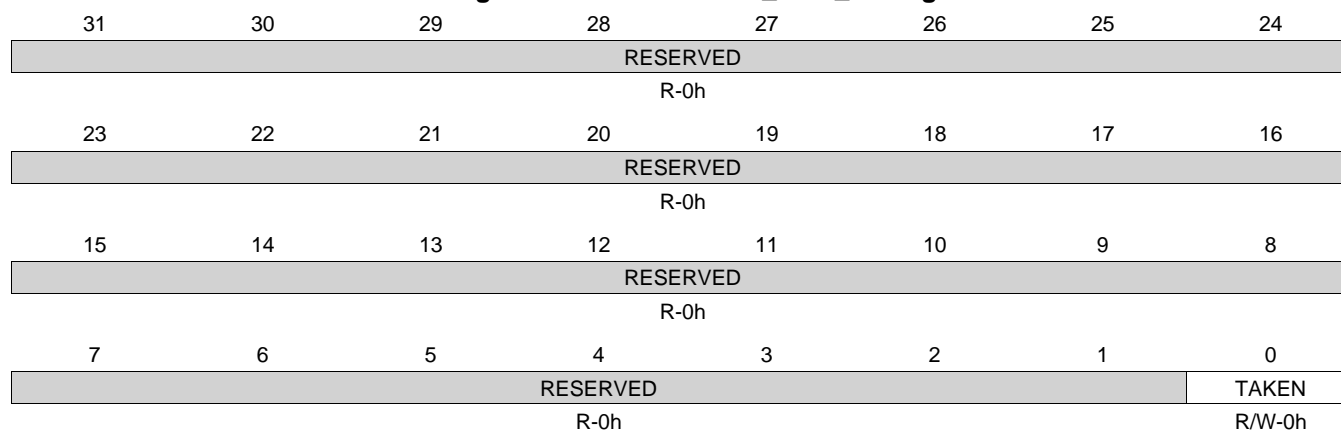 31 30 29 28 27 26 25 24
RESERVED
R-0h
23 22 21 20 19 18 17 16
RESERVED
R-0h
15 14 13 12 11 10 9 8
RESERVED
R-0h
7 6 5 4 3 2 1 0
RESERVED TAKEN
R-0h R/W-0h